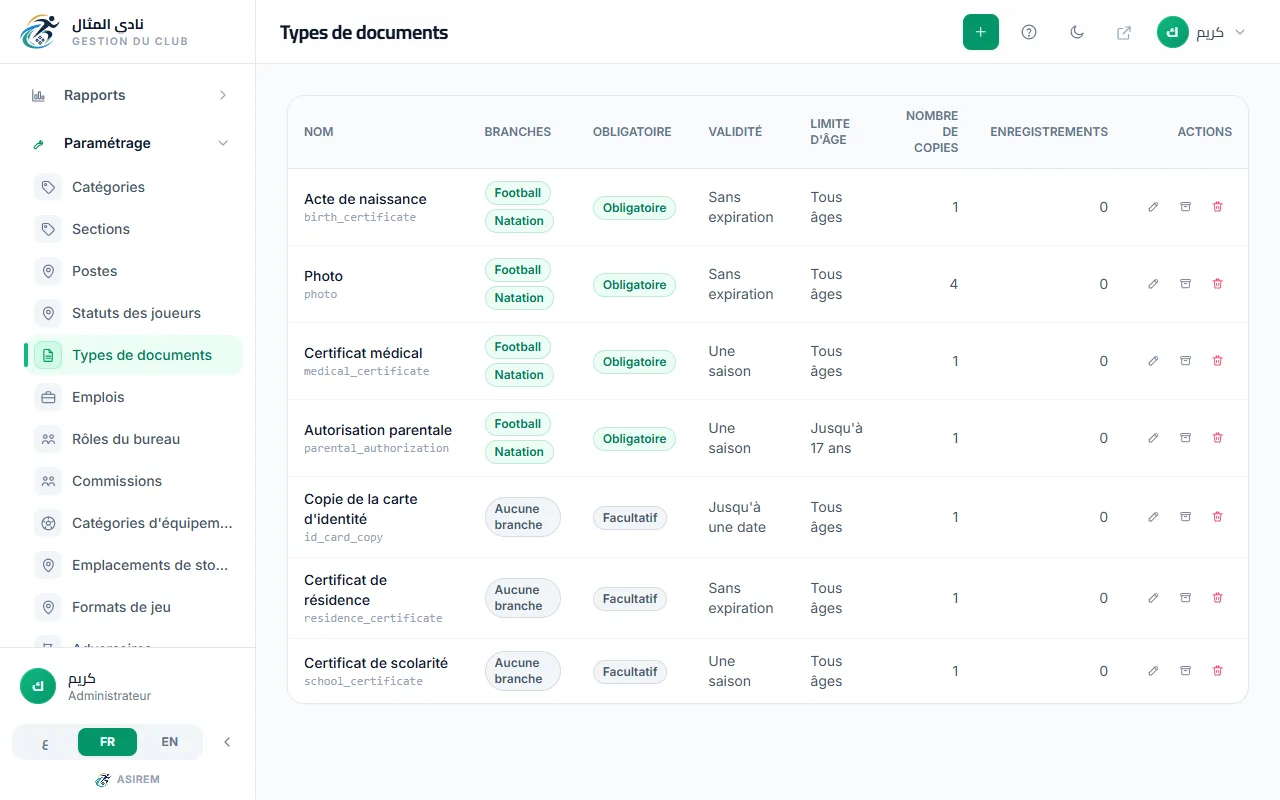 نادي المثال
GESTION DU CLUB
Types de documents
+
ك
كريم
Rapports
Paramétrage
Catégories
Sections
Postes
Statuts des joueurs
Types de documents
Emplois
Rôles du bureau
Commissions
Catégories d'équipem...
Emplacements de sto...
Formats de jeu
ك
كريم
Administrateur
ع
FR
EN
ASIREM
NOM
BRANCHES
OBLIGATOIRE
VALIDITÉ
LIMITE
D'ÂGE
NOMBRE
DE
COPIES
ENREGISTREMENTS
ACTIONS
Acte de naissance
birth_certificate
Football
Natation
Obligatoire
Sans
expiration
Tous
âges
1
0
Photo
photo
Football
Natation
Obligatoire
Sans
expiration
Tous
âges
4
0
Certificat médical
medical_certificate
Football
Natation
Obligatoire
Une
saison
Tous
âges
1
0
Autorisation parentale
parental_authorization
Football
Natation
Obligatoire
Une
saison
Jusqu'à
17 ans
1
0
Copie de la carte
d'identité
id_card_copy
Aucune
branche
Facultatif
Jusqu'à
une date
Tous
âges
1
0
Certificat de
résidence
residence_certificate
Aucune
branche
Facultatif
Sans
expiration
Tous
âges
1
0
Certificat de scolarité
school_certificate
Aucune
branche
Facultatif
Une
saison
Tous
âges
1
0